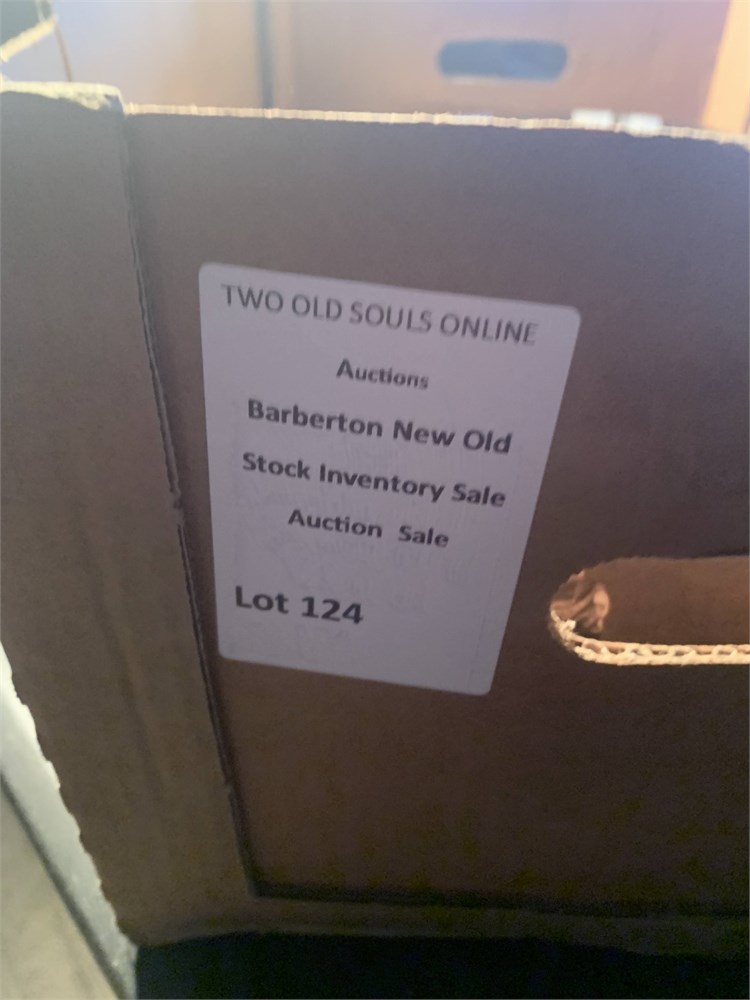 TWO OLD SOULS ONLINE
Auctions
Barberton New Old
Stock Inventory Sale
Auction Sale
Lot 124